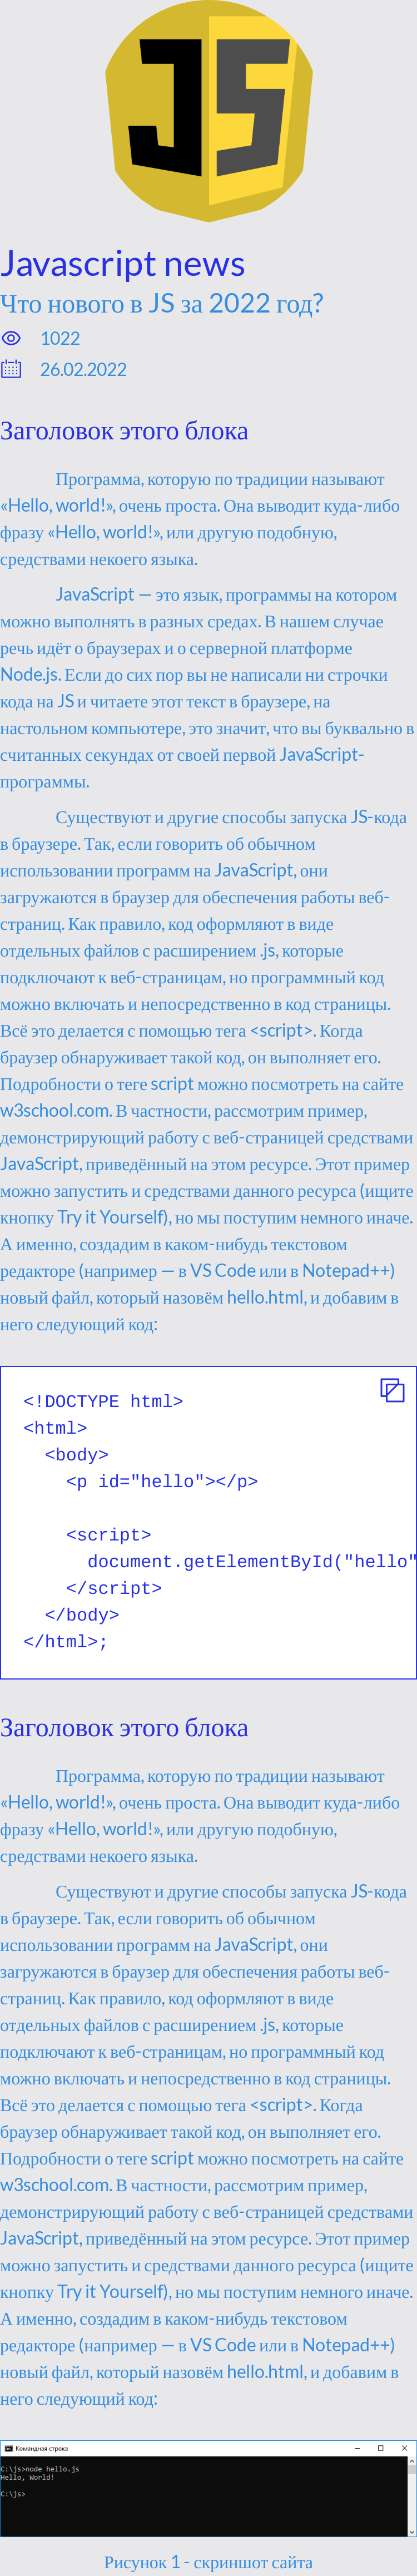 JS
Javascript news
Что нового в JS за 2022 год?
1022
26.02.2022
Заголовок этого блока
Программа, которую по традиции называют
«Hello, world!», очень проста. Она выводит куда-либо
фразу «Hello, world!», или другую подобную,
средствами некоего языка.
JavaScript — это язык, программы на котором
можно выполнять в разных средах. В нашем случае
речь идёт о браузерах и о серверной платформе
Node.js. Если до сих пор вы не написали ни строчки
кода на JS и читаете этот текст в браузере, на
настольном компьютере, это значит, что вы буквально в
считанных секундах от своей первой JavaScript-
программы.
Существуют и другие способы запуска JS-кода
в браузере. Так, если говорить об обычном
использовании программ на JavaScript, они
загружаются в браузер для обеспечения работы веб-
страниц. Как правило, код оформляют в виде
отдельных файлов с расширением .js, которые
подключают к веб-страницам, но программный код
можно включать и непосредственно в код страницы.
Всё это делается с помощью тега <script>. Когда
браузер обнаруживает такой код, он выполняет его.
Подробности о теге script можно посмотреть на сайте
w3school.com. В частности, рассмотрим пример,
демонстрирующий работу с веб-страницей средствами
JavaScript, приведённый на этом ресурсе. Этот пример
можно запустить и средствами данного ресурса (ищите
кнопку Try it Yourself), но мы поступим немного иначе.
А именно, создадим в каком-нибудь текстовом
редакторе (например — в VS Code или в Notepad++)
новый файл, который назовём hello.html, и добавим в
него следующий код:
<!DOCTYPE html>
<html>
<body>
<p id="hello"></p>
<script>
document.getElementById("hello"
</script>
</body>
</html>;
Заголовок этого блока
Программа, которую по традиции называют
«Hello, world!», очень проста. Она выводит куда-либо
фразу «Hello, world!», или другую подобную,
средствами некоего языка.
Существуют и другие способы запуска JS-кода
в браузере. Так, если говорить об обычном
использовании программ на JavaScript, они
загружаются в браузер для обеспечения работы веб-
страниц. Как правило, код оформляют в виде
отдельных файлов с расширением .js, которые
подключают к веб-страницам, но программный код
можно включать и непосредственно в код страницы.
Всё это делается с помощью тега <script>. Когда
браузер обнаруживает такой код, он выполняет его.
Подробности о теге script можно посмотреть на сайте
w3school.com. В частности, рассмотрим пример,
демонстрирующий работу с веб-страницей средствами
JavaScript, приведённый на этом ресурсе. Этот пример
можно запустить и средствами данного ресурса (ищите
кнопку Try it Yourself), но мы поступим немного иначе.
А именно, создадим в каком-нибудь текстовом
редакторе (например — в VS Code или в Notepad++)
новый файл, который назовём hello.html, и добавим в
него следующий код:
Командная строка
C:\js>node hello.js
Hello, World!
C:\js>
Рисунок 1 - скриншот сайта